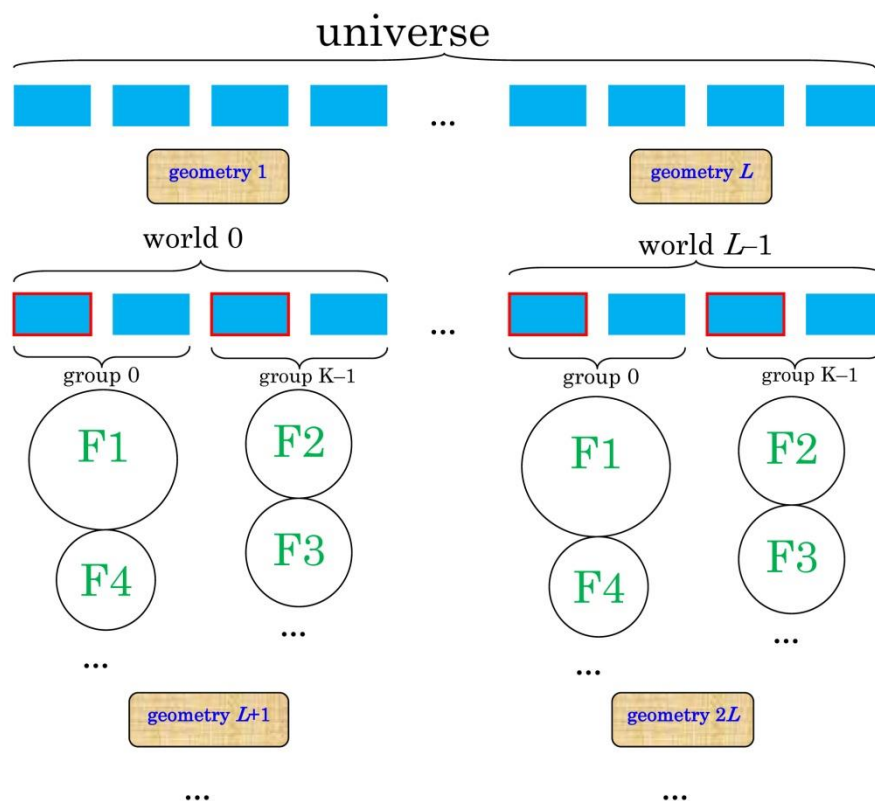 universe
...
geometry 1 geometry L
world 0 world L–1
...
group 0 group K–1 group 0 group K–1
F1 F2 F1 F2
F4 F3 F4 F3
... ... ... ...
geometry L+1 geometry 2L
... ...